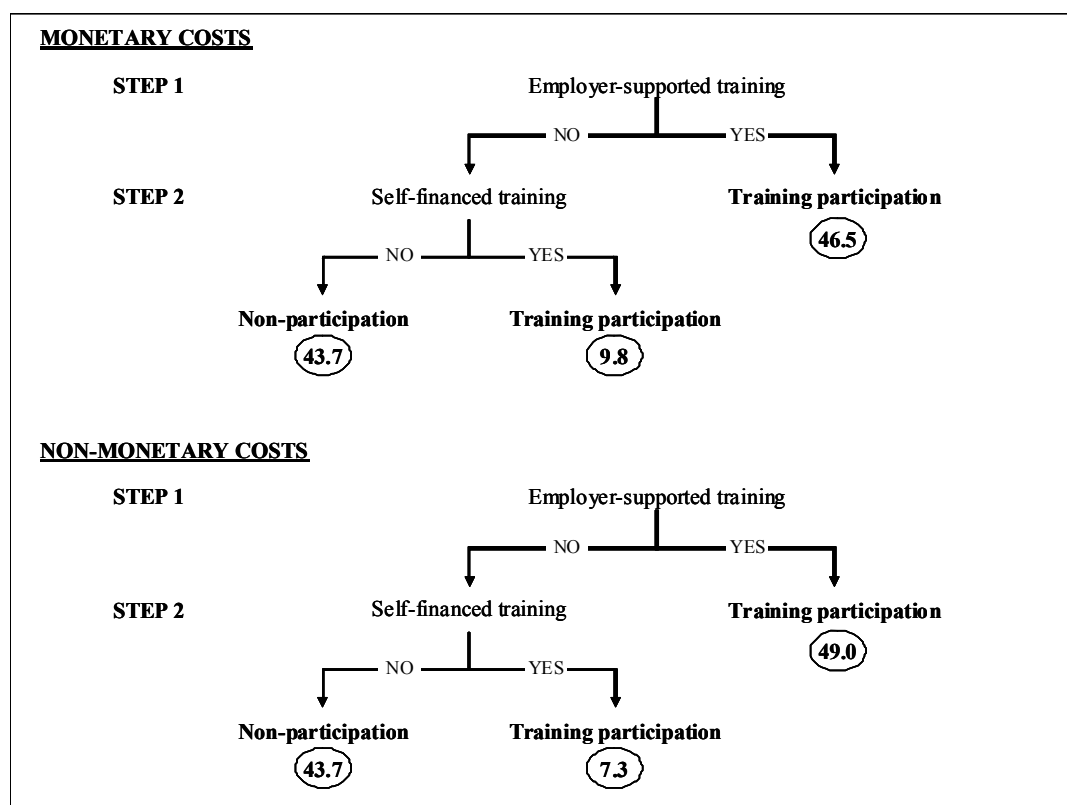 MONETARY COSTS
STEP 1 Employer-supported training
NO YES
STEP 2 Self-financed training Training participation
46.5
NO YES
Non-participation Training participation
43.7 9.8
NON-MONETARY COSTS
STEP 1 Employer-supported training
NO YES
STEP 2 Self-financed training Training participation
49.0
NO YES
Non-participation Training participation
43.7 7.3